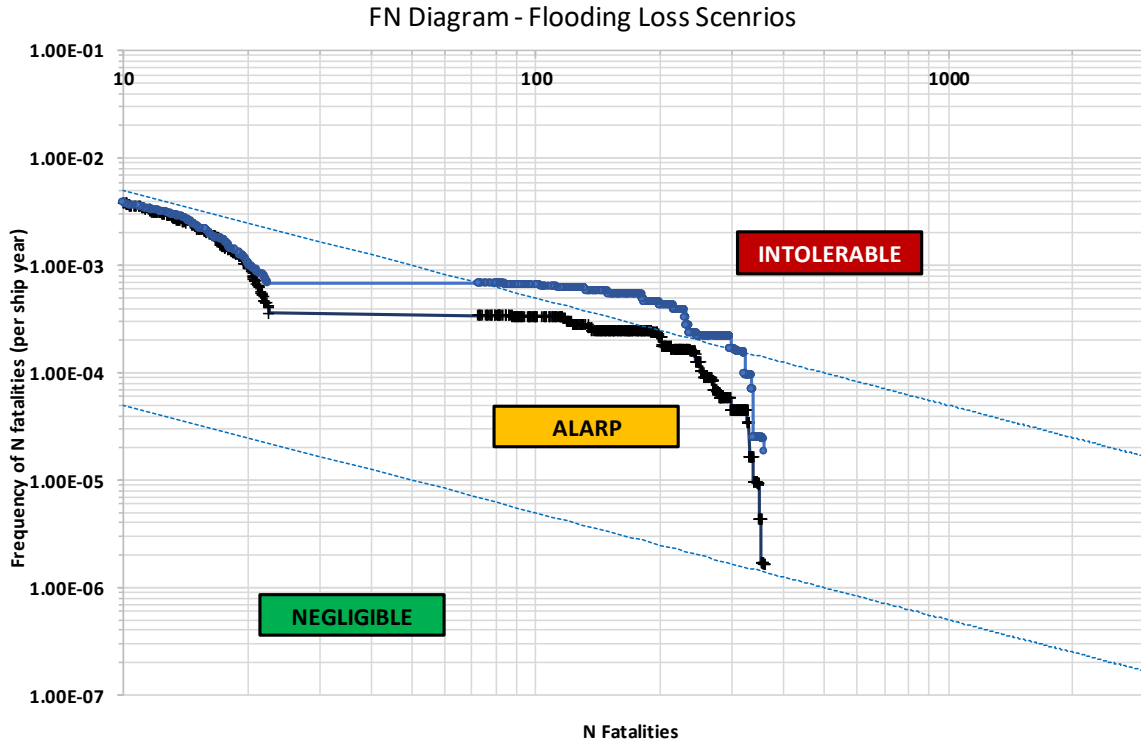 FN Diagram - Flooding Loss Scenrios
1.00E-01
10
100
1000
1.00E-02
1.00E-03
1.00E-04
1.00E-05
1.00E-06
1.00E-07
INTOLERABLE
ALARP
NEGLIGIBLE
Frequency of N fatalities (per ship year)
N Fatalities